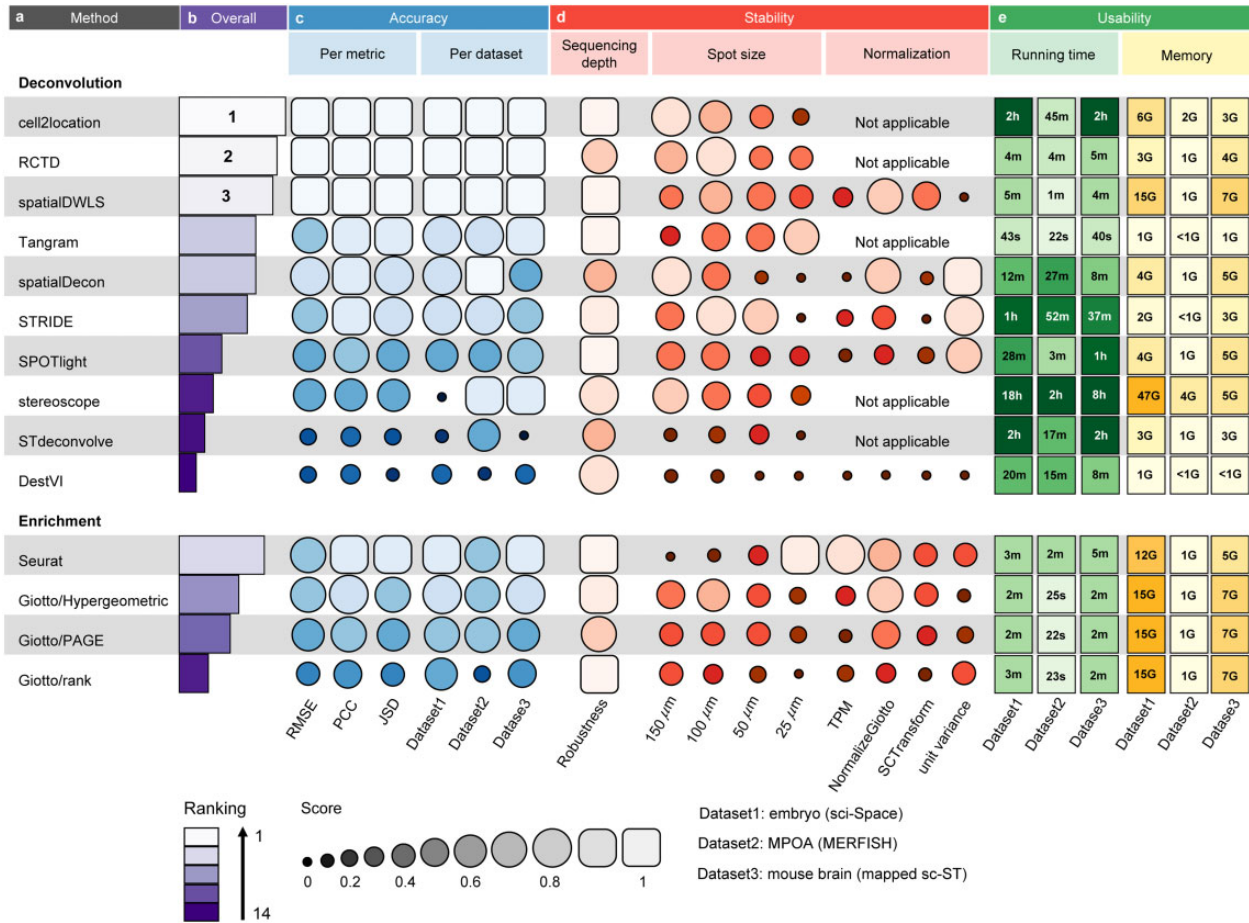 a Method b Overall c Accuracy d Stability e Usability
Per metric Per dataset Sequencing depth Spot size Normalization Running time Memory
Deconvolution
cell2location 1 Not applicable 2h 45m 2h 6G 2G 3G
RCTD 2 Not applicable 4m 4m 5m 3G 1G 4G
spatialDWLS 3 5m 1m 4m 15G 1G 7G
Tangram Not applicable 43s 22s 40s 1G <1G 1G
spatialDecon 12m 27m 8m 4G 1G 5G
STRIDE 1h 52m 37m 2G <1G 3G
SPOTlight 28m 3m 1h 4G 1G 5G
stereoscope Not applicable 18h 2h 8h 47G 4G 5G
STdeconvolve Not applicable 2h 17m 2h 3G 1G 3G
DestVI 20m 15m 8m 1G <1G <1G
Enrichment
Seurat 3m 2m 5m 12G 1G 5G
Giotto/Hypergeometric 2m 25s 2m 15G 1G 7G
Giotto/PAGE 2m 22s 2m 15G 1G 7G
Giotto/rank 3m 23s 2m 15G 1G 7G
RMSE PCC JSD Dataset1 Dataset2 Datase3 Robustness 150 μm 100 μm 50 μm 25 μm TPM NormalizeGiotto SCTransform unit variance Dataset1 Dataset2 Dataset3 Dataset1 Dataset2 Dataset3
Ranking
1
14
Score
0 0.2 0.4 0.6 0.8 1
Dataset1: embryo (sci-Space)
Dataset2: MPOA (MERFISH)
Dataset3: mouse brain (mapped sc-ST)